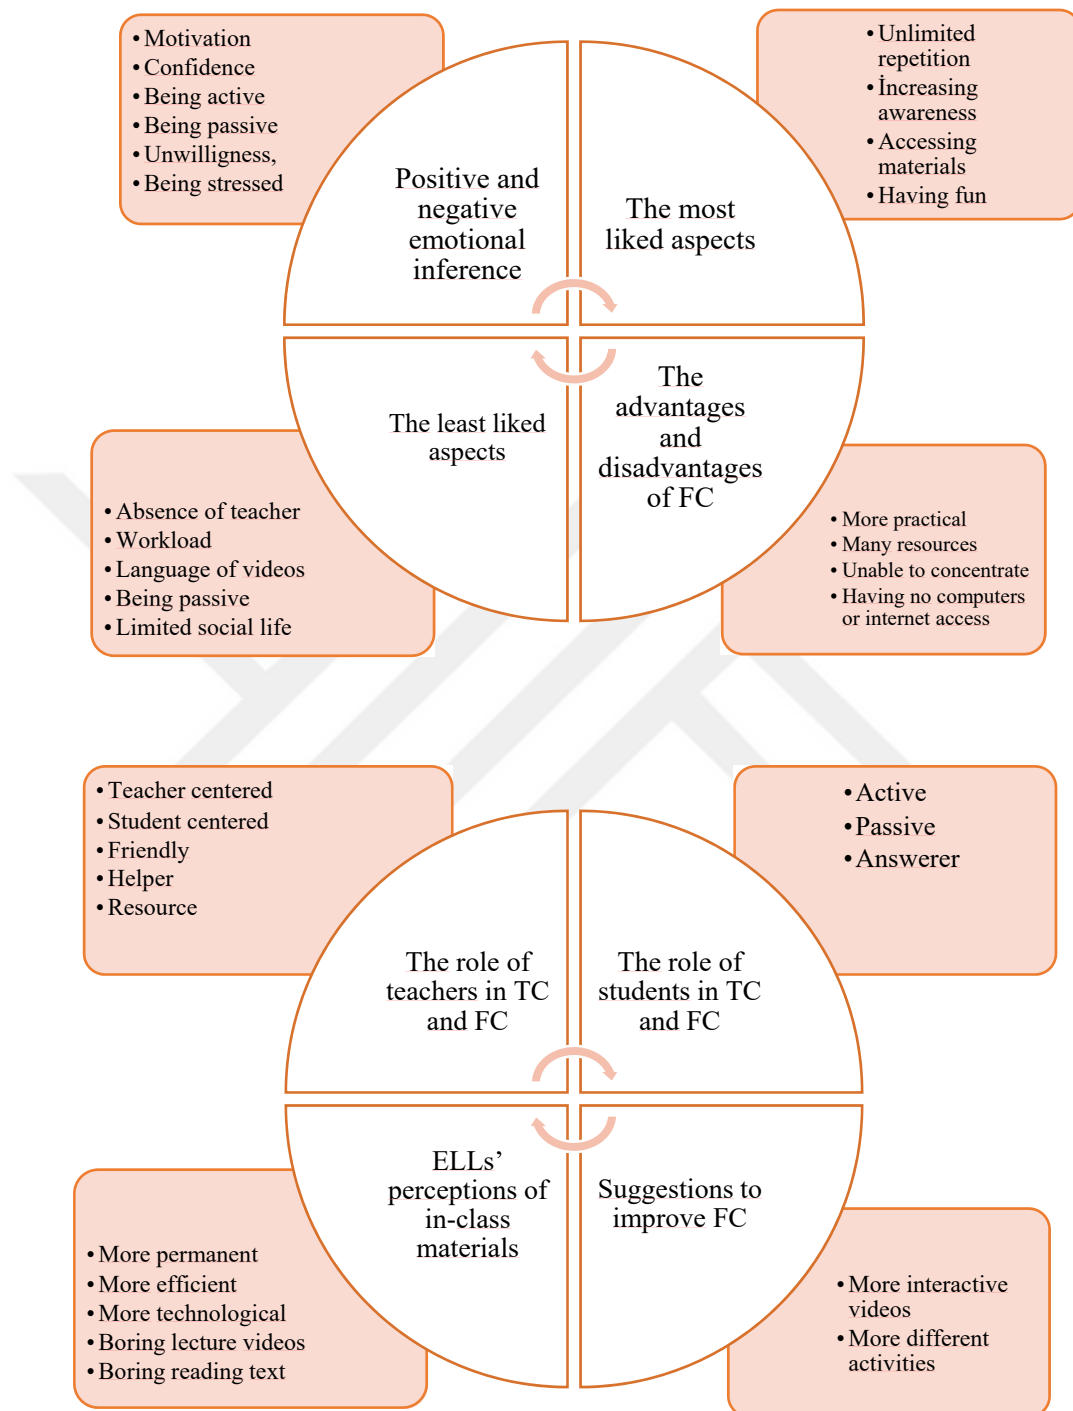 • Motivation
• Confidence
• Being active
• Being passive
• Unwilligness,
• Being stressed
Positive and
negative
emotional
inference
The most
liked aspects
• Unlimited
repetition
• İncreasing
awareness
• Accessing
materials
• Having fun
• Absence of teacher
• Workload
• Language of videos
• Being passive
• Limited social life
The least liked
aspects
The
advantages
and
disadvantages
of FC
• More practical
• Many resources
• Unable to concentrate
• Having no computers
or internet access
• Teacher centered
• Student centered
• Friendly
• Helper
• Resource
The role of
teachers in TC
and FC
The role of
students in TC
and FC
• Active
• Passive
• Answerer
• More permanent
• More efficient
• More technological
• Boring lecture videos
• Boring reading text
ELLs’
perceptions of
in-class
materials
Suggestions to
improve FC
• More interactive
videos
• More different
activities